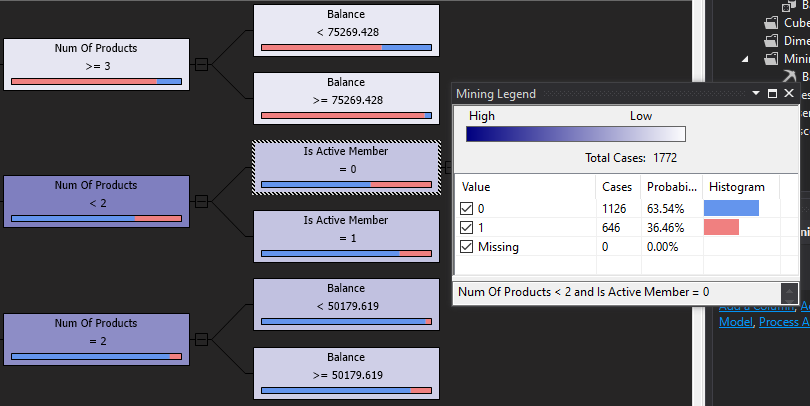 Num Of Products
>= 3
Balance
< 75269.428
Balance
>= 75269.428
Num Of Products
< 2
Is Active Member
= 0
Is Active Member
= 1
Num Of Products
= 2
Balance
< 50179.619
Balance
>= 50179.619
Mining Legend
High Low
Total Cases: 1772
Value Cases Probabi... Histogram
0 1126 63.54%
1 646 36.46%
Missing 0 0.00%
Num Of Products < 2 and Is Active Member = 0
Cube
Dime
Minin
Add a Column, A
Model, Process A